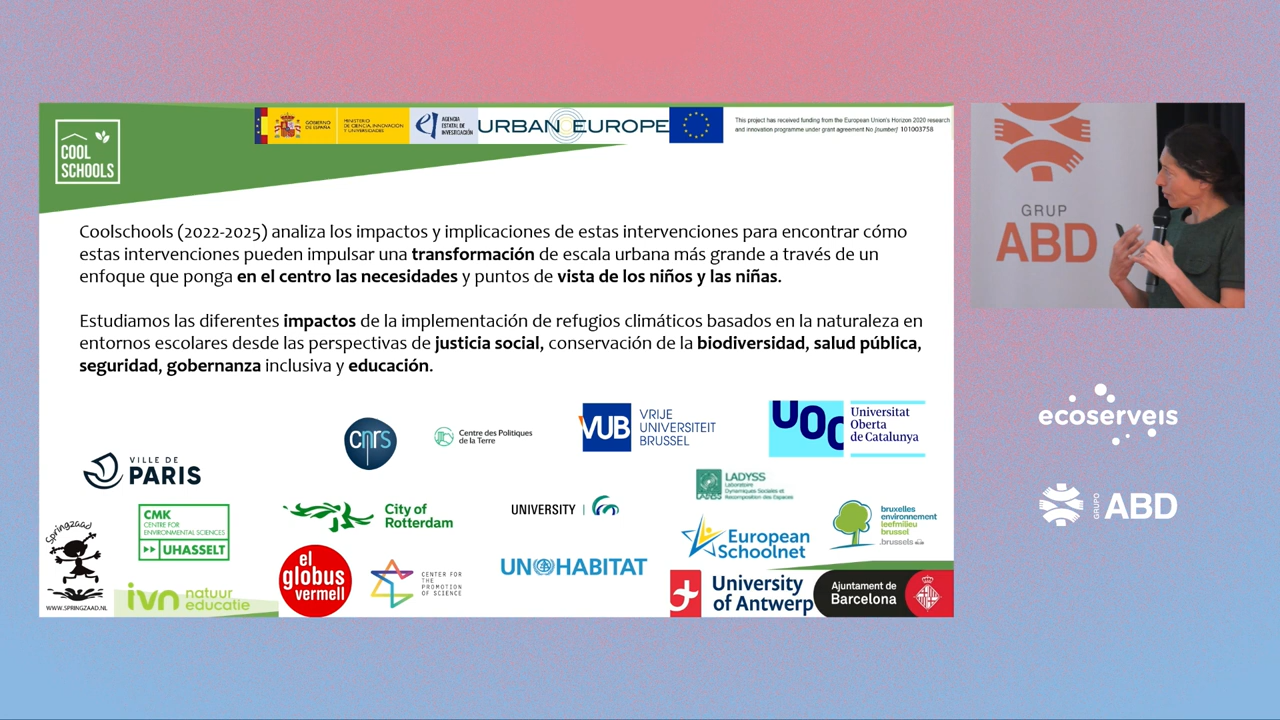 COOL
SCHOOLS
GOBIERNO
DE ESPAÑA
MINISTERIO
DE CIENCIA, INNOVACIÓN
Y UNIVERSIDADES
AGENCIA
ESTATAL DE
INVESTIGACIÓN
URBAN EUROPE
This project has received funding from the European Union's Horizon 2020 research
and innovation programme under grant agreement No [number] 101003758
Coolschools (2022-2025) analiza los impactos y implicaciones de estas intervenciones para encontrar cómo
estas intervenciones pueden impulsar una transformación de escala urbana más grande a través de un
enfoque que ponga en el centro las necesidades y puntos de vista de los niños y las niñas.
Estudiamos las diferentes impactos de la implementación de refugios climáticos basados en la naturaleza en
entornos escolares desde las perspectivas de justicia social, conservación de la biodiversidad, salud pública,
seguridad, gobernanza inclusiva y educación.
cnrs
Centre des Politiques
de la Terre
VUB
VRIJE
UNIVERSITEIT
BRUSSEL
UOC
Universitat
Oberta
de Catalunya
VILLE DE
PARIS
LADYSS
Laboratoire
Dynamiques Sociales et
Recomposition des Espaces
CMK
CENTRE FOR
ENVIRONMENTAL SCIENCES
UHASSELT
City of
Rotterdam
UNIVERSITY
bruxelles
environnement
leefmilieu
brussel
.brussels
Springzaad
WWW.SPRINGZAAD.NL
European
Schoolnet
UN HABITAT
el
globus
vermell
CENTER FOR
THE
PROMOTION
OF SCIENCE
ivn natuur
educatie
University
of Antwerp
Ajuntament de
Barcelona
GRUP
ABD
ecoserveis
GRUPO
ABD